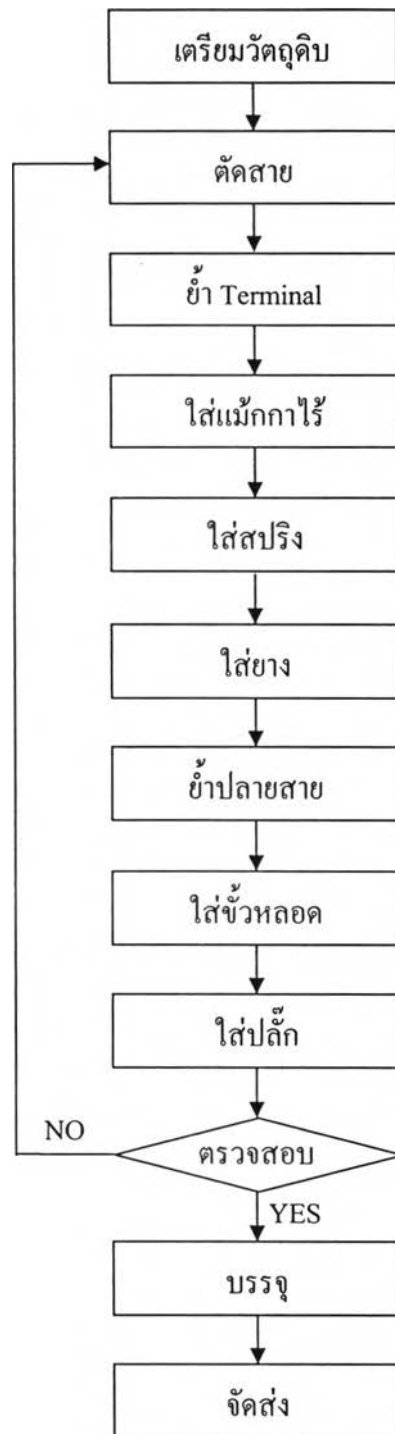 เตรียมวัตถุดิบ
ตัดสาย
ย้ำ Terminal
ใส่แม้กกาไร้
ใส่สปริง
ใส่ยาง
ย้ำปลายสาย
ใส่ขั้วหลอด
ใส่ปลั๊ก
NO
ตรวจสอบ
YES
บรรจุ
จัดส่ง